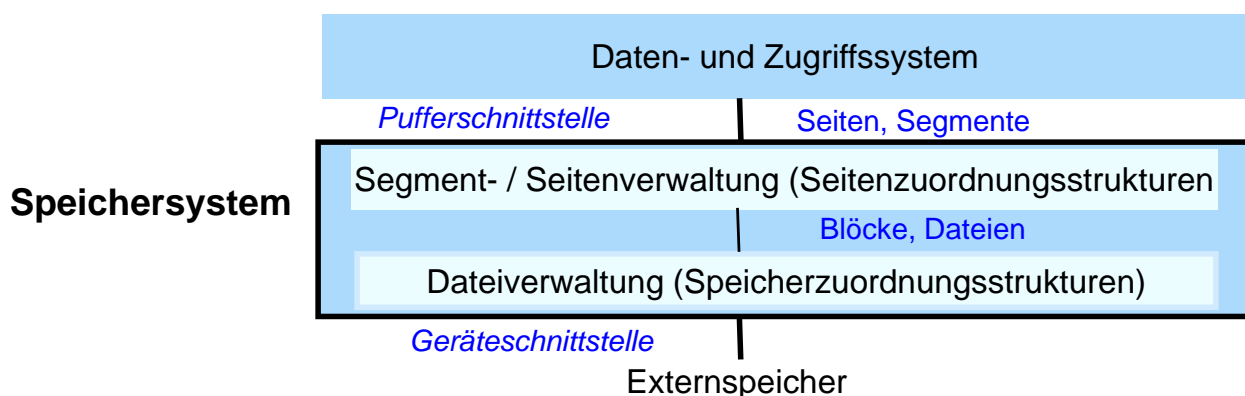 Daten- und Zugriffssystem
Pufferschnittstelle
Seiten, Segmente
Speichersystem
Segment- / Seitenverwaltung (Seitenzuordnungsstrukturen
Blöcke, Dateien
Dateiverwaltung (Speicherzuordnungsstrukturen)
Geräteschnittstelle
Externspeicher